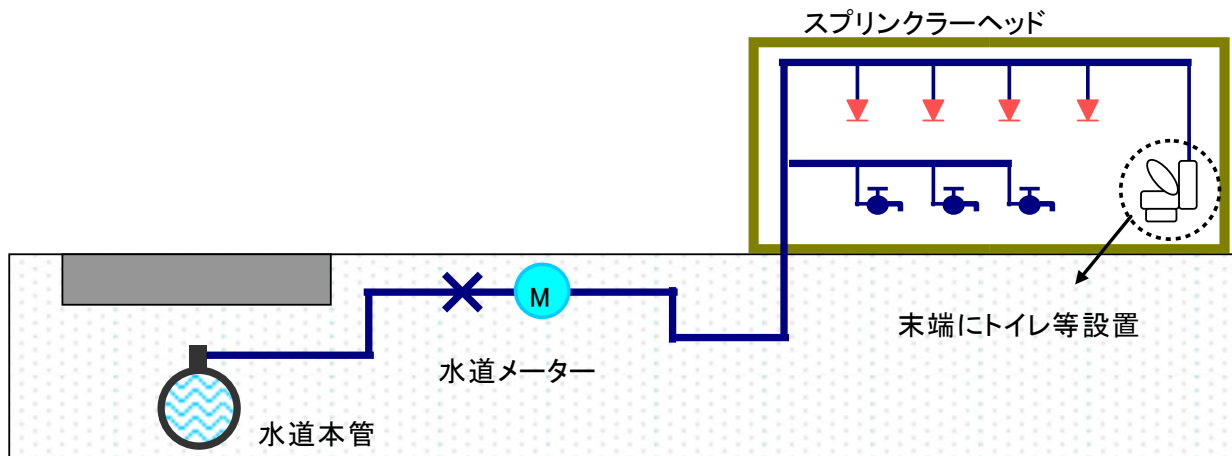 スプリンクラーヘッド
M
末端にトイレ等設置
水道メーター
水道本管